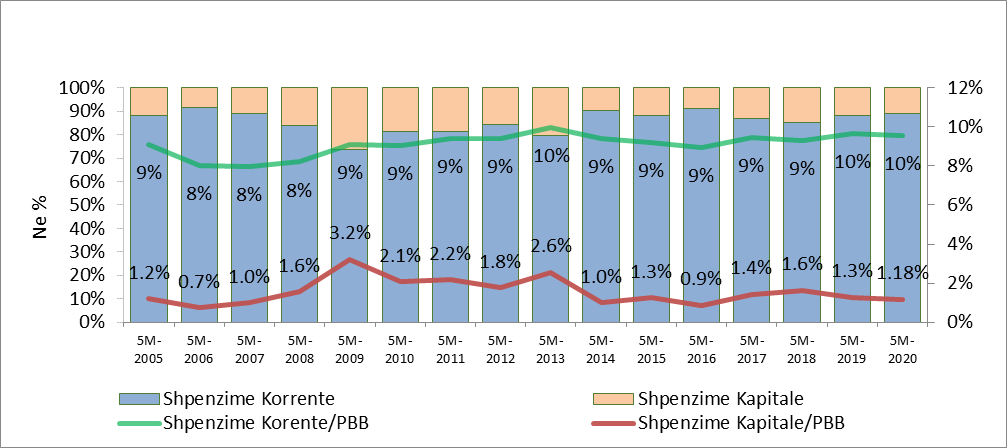 100%
90%
80%
70%
60%
50%
40%
30%
20%
10%
0%
Ne %
12%
10%
8%
6%
4%
2%
0%
9% 8% 8% 8% 9% 9% 9% 9% 10% 9% 9% 9% 9% 9% 10% 10%
1.2% 0.7% 1.0% 1.6% 3.2% 2.1% 2.2% 1.8% 2.6% 1.0% 1.3% 0.9% 1.4% 1.6% 1.3% 1.18%
5M- 5M- 5M- 5M- 5M- 5M- 5M- 5M- 5M- 5M- 5M- 5M- 5M- 5M- 5M- 5M-
2005 2006 2007 2008 2009 2010 2011 2012 2013 2014 2015 2016 2017 2018 2019 2020
Shpenzime Korrente
Shpenzime Kapitale
Shpenzime Korente/PBB
Shpenzime Kapitale/PBB